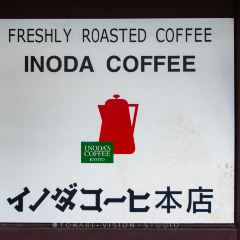 FRESHLY ROASTED COFFEE
INODA COFFEE
INODA'S
COFFEE
KYOTO
イノダコーヒ本店
©TOKARI-VISION-STUDIO